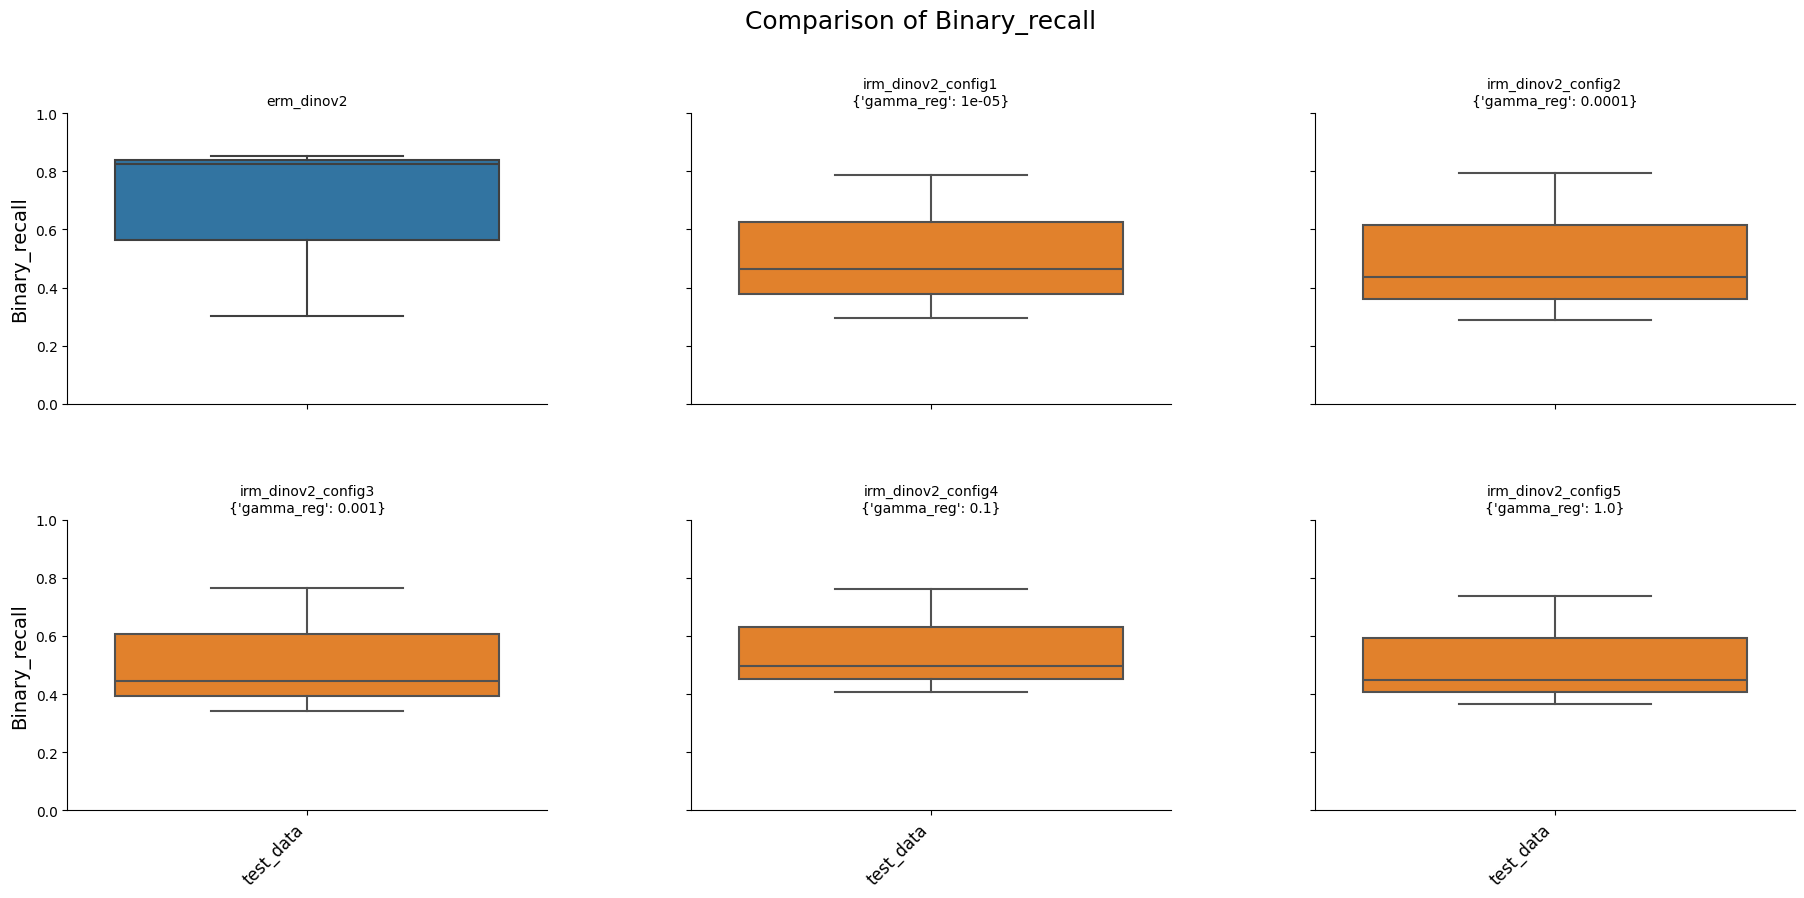 Comparison of Binary_recall
erm_dinov2
irm_dinov2_config1
{'gamma_reg': 1e-05}
irm_dinov2_config2
{'gamma_reg': 0.0001}
Binary_recall
1.0
0.8
0.6
0.4
0.2
0.0
irm_dinov2_config3
{'gamma_reg': 0.001}
irm_dinov2_config4
{'gamma_reg': 0.1}
irm_dinov2_config5
{'gamma_reg': 1.0}
Binary_recall
1.0
0.8
0.6
0.4
0.2
0.0
test_data
test_data
test_data